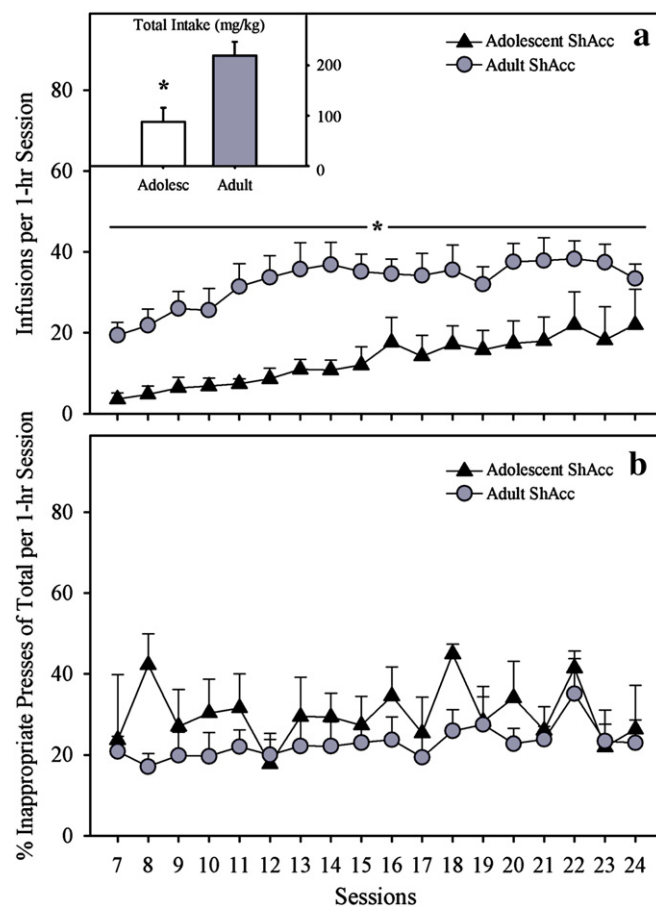 Total Intake (mg/kg)
200
100
0
*
Adolesc Adult
Adolescent ShAcc
Adult ShAcc
a
*
Infusions per 1-hr Session
80
60
40
20
0
Adolescent ShAcc
Adult ShAcc
b
% Inappropriate Presses of Total per 1-hr Session
80
60
40
20
0
7 8 9 10 11 12 13 14 15 16 17 18 19 20 21 22 23 24
Sessions